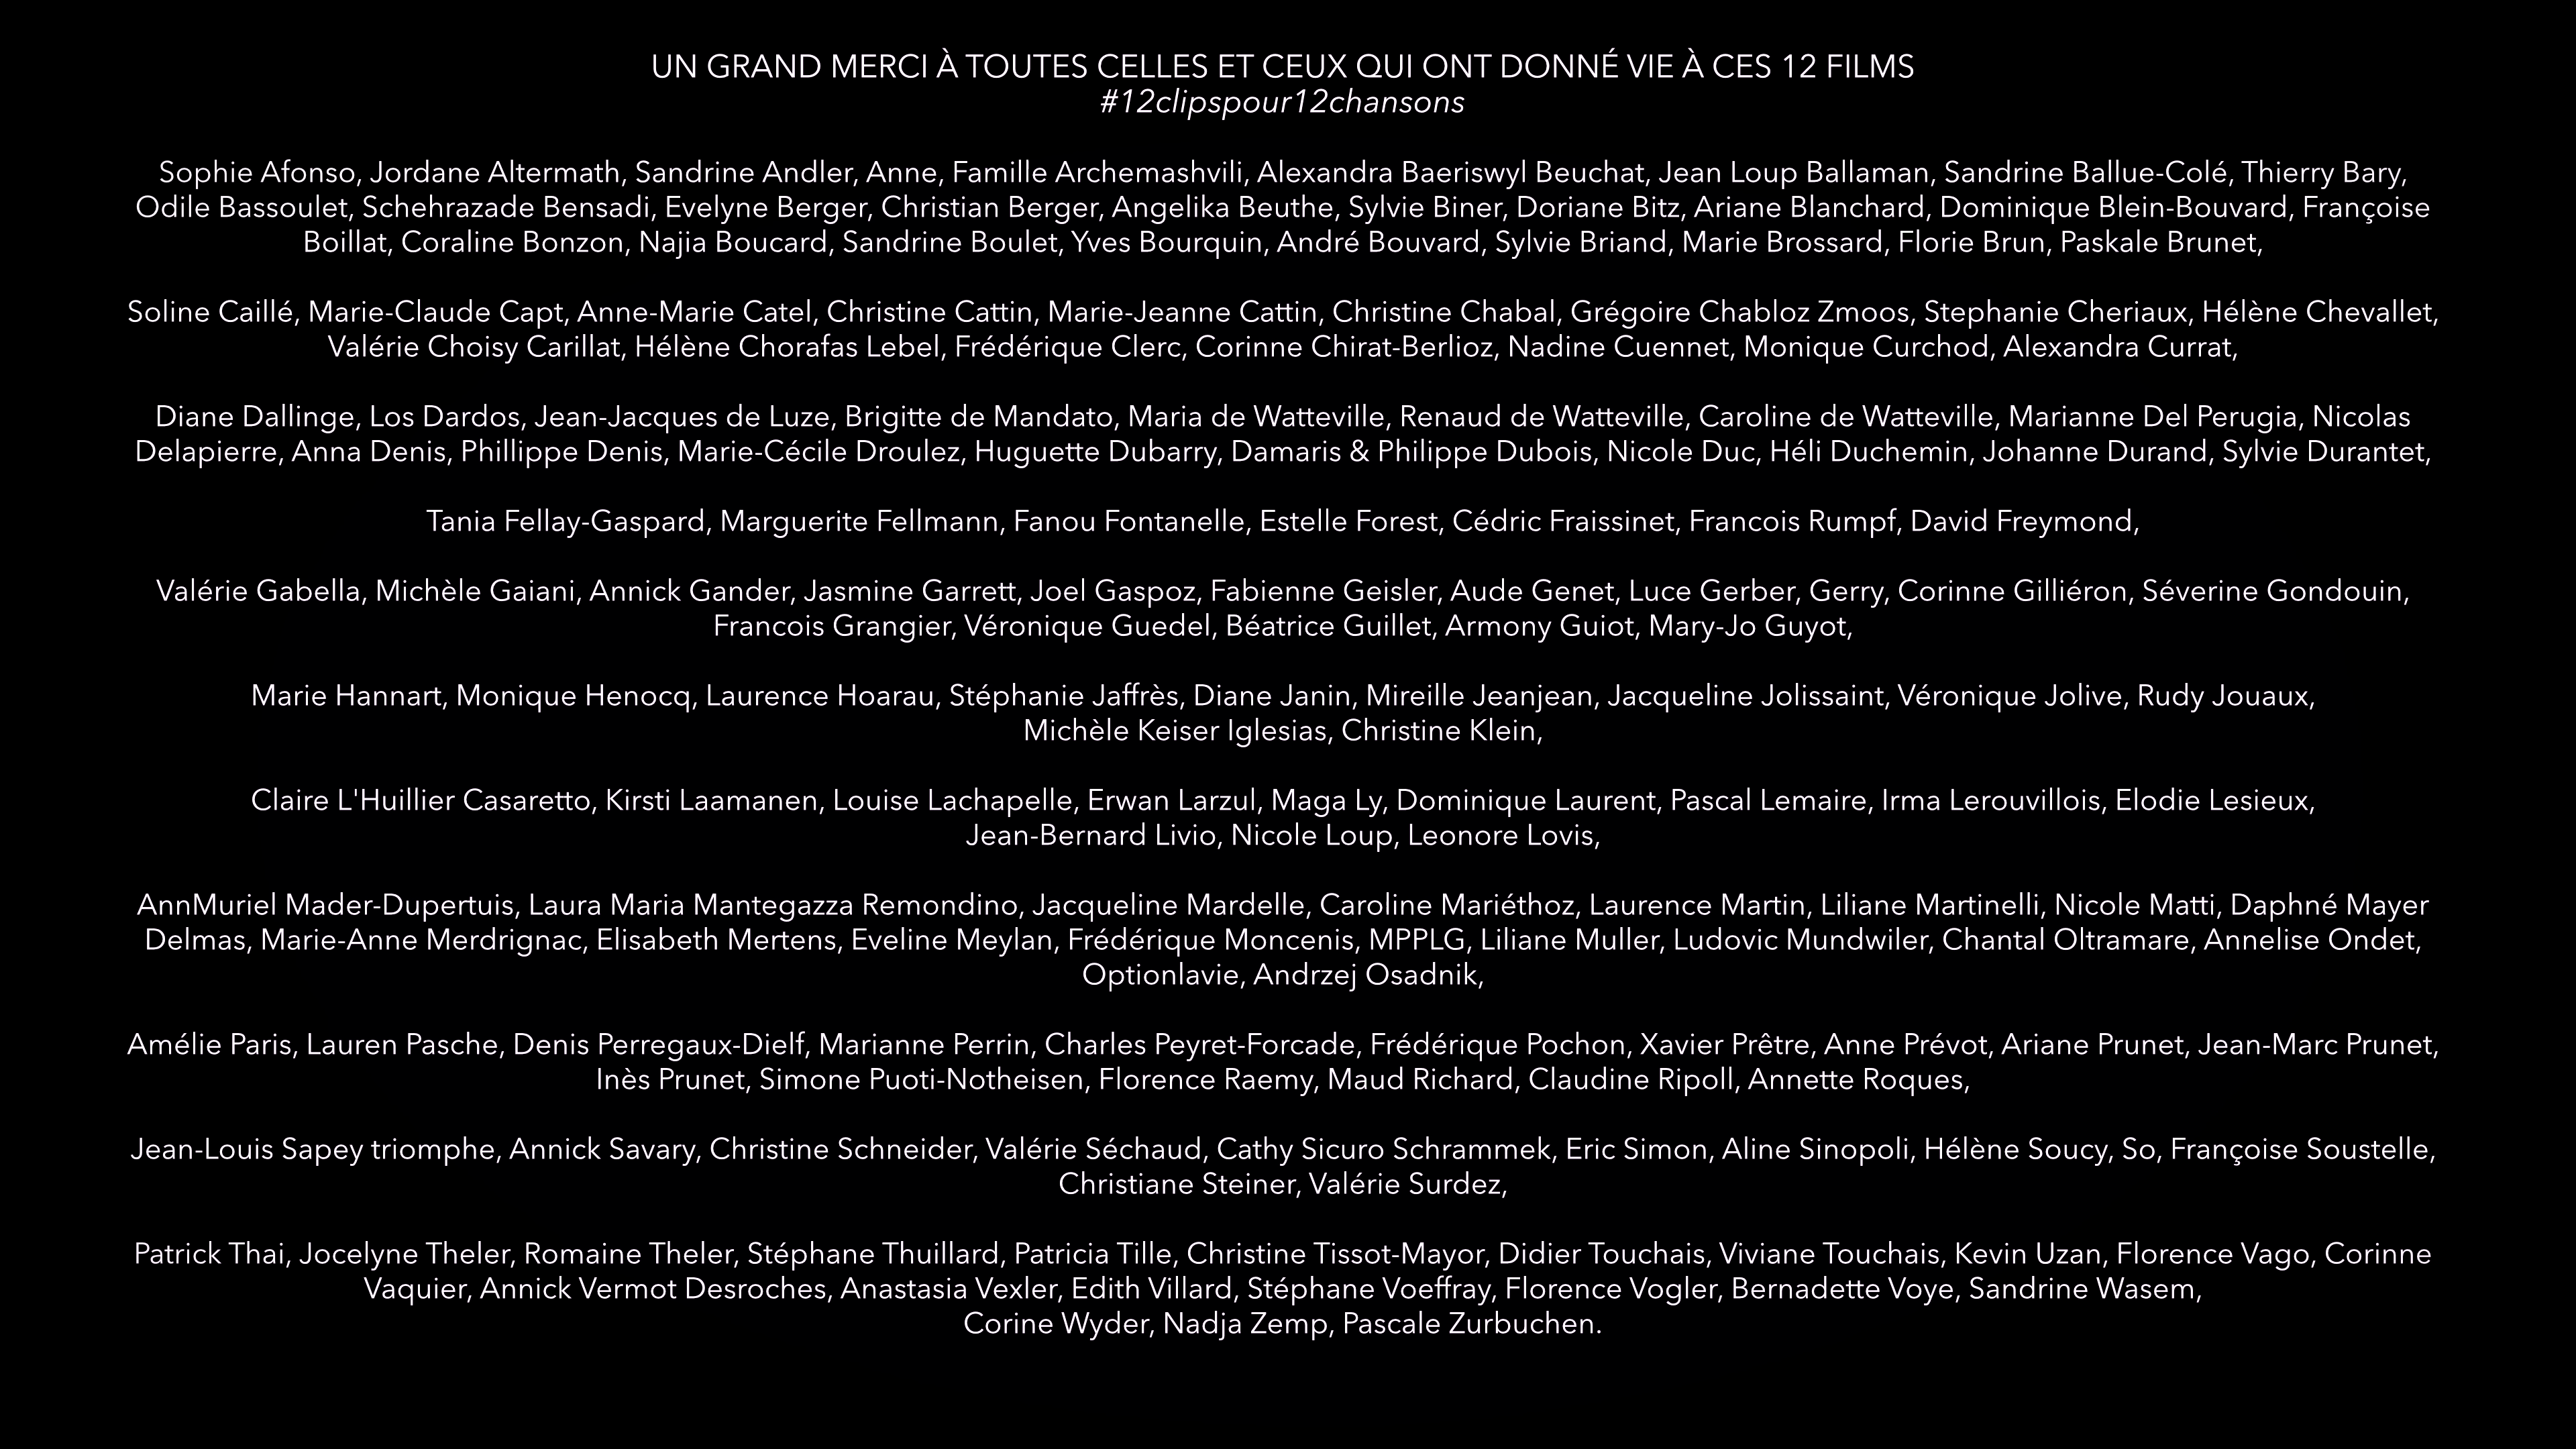 UN GRAND MERCI À TOUTES CELLES ET CEUX QUI ONT DONNÉ VIE À CES 12 FILMS
#12clipspour12chansons
Sophie Afonso, Jordane Altermath, Sandrine Andler, Anne, Famille Archemashvili, Alexandra Baeriswyl Beuchat, Jean Loup Ballaman, Sandrine Ballue-Colé, Thierry Bary,
Odile Bassoulet, Schehrazade Bensadi, Evelyne Berger, Christian Berger, Angelika Beuthe, Sylvie Biner, Doriane Bitz, Ariane Blanchard, Dominique Blein-Bouvard, Françoise
Boillat, Coraline Bonzon, Najia Boucard, Sandrine Boulet, Yves Bourquin, André Bouvard, Sylvie Briand, Marie Brossard, Florie Brun, Paskale Brunet,
Soline Caillé, Marie-Claude Capt, Anne-Marie Catel, Christine Cattin, Marie-Jeanne Cattin, Christine Chabal, Grégoire Chabloz Zmoos, Stephanie Cheriaux, Hélène Chevallet,
Valérie Choisy Carillat, Hélène Chorafas Lebel, Frédérique Clerc, Corinne Chirat-Berlioz, Nadine Cuennet, Monique Curchod, Alexandra Currat,
Diane Dallinge, Los Dardos, Jean-Jacques de Luze, Brigitte de Mandato, Maria de Watteville, Renaud de Watteville, Caroline de Watteville, Marianne Del Perugia, Nicolas
Delapierre, Anna Denis, Phillippe Denis, Marie-Cécile Droulez, Huguette Dubarry, Damaris & Philippe Dubois, Nicole Duc, Héli Duchemin, Johanne Durand, Sylvie Durantet,
Tania Fellay-Gaspard, Marguerite Fellmann, Fanou Fontanelle, Estelle Forest, Cédric Fraissinet, Francois Rumpf, David Freymond,
Valérie Gabella, Michèle Gaiani, Annick Gander, Jasmine Garrett, Joel Gaspoz, Fabienne Geisler, Aude Genet, Luce Gerber, Gerry, Corinne Gilliéron, Séverine Gondouin,
Francois Grangier, Véronique Guedel, Béatrice Guillet, Armony Guiot, Mary-Jo Guyot,
Marie Hannart, Monique Henocq, Laurence Hoarau, Stéphanie Jaffrès, Diane Janin, Mireille Jeanjean, Jacqueline Jolissaint, Véronique Jolive, Rudy Jouaux,
Michèle Keiser Iglesias, Christine Klein,
Claire L'Huillier Casaretto, Kirsti Laamanen, Louise Lachapelle, Erwan Larzul, Maga Ly, Dominique Laurent, Pascal Lemaire, Irma Lerouvillois, Elodie Lesieux,
Jean-Bernard Livio, Nicole Loup, Leonore Lovis,
AnnMuriel Mader-Dupertuis, Laura Maria Mantegazza Remondino, Jacqueline Mardelle, Caroline Mariéthoz, Laurence Martin, Liliane Martinelli, Nicole Matti, Daphné Mayer
Delmas, Marie-Anne Merdrignac, Elisabeth Mertens, Eveline Meylan, Frédérique Moncenis, MPPLG, Liliane Muller, Ludovic Mundwiler, Chantal Oltramare, Annelise Ondet,
Optionlavie, Andrzej Osadnik,
Amélie Paris, Lauren Pasche, Denis Perregaux-Dielf, Marianne Perrin, Charles Peyret-Forcade, Frédérique Pochon, Xavier Prêtre, Anne Prévot, Ariane Prunet, Jean-Marc Prunet,
Inès Prunet, Simone Puoti-Notheisen, Florence Raemy, Maud Richard, Claudine Ripoll, Annette Roques,
Jean-Louis Sapey triomphe, Annick Savary, Christine Schneider, Valérie Séchaud, Cathy Sicuro Schrammek, Eric Simon, Aline Sinopoli, Hélène Soucy, So, Françoise Soustelle,
Christiane Steiner, Valérie Surdez,
Patrick Thai, Jocelyne Theler, Romaine Theler, Stéphane Thuillard, Patricia Tille, Christine Tissot-Mayor, Didier Touchais, Viviane Touchais, Kevin Uzan, Florence Vago, Corinne
Vaquier, Annick Vermot Desroches, Anastasia Vexler, Edith Villard, Stéphane Voeffray, Florence Vogler, Bernadette Voye, Sandrine Wasem,
Corine Wyder, Nadja Zemp, Pascale Zurbuchen.